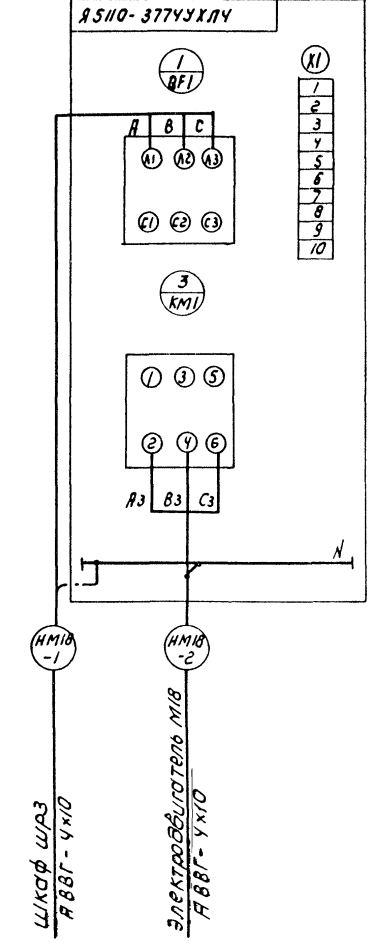 Я5110-3774УХЛ4
1
QF1
X1
1
2
3
4
5
6
7
8
9
10
A B C
A1 A2 A3
C1 C2 C3
3
KM1
1 3 5
2 4 6
A3 B3 C3
N
НМ18
-1
НМ18
-2
Шкаф ШР3
АВВГ-4х10
Электродвигатель М18
АВВГ-4х10